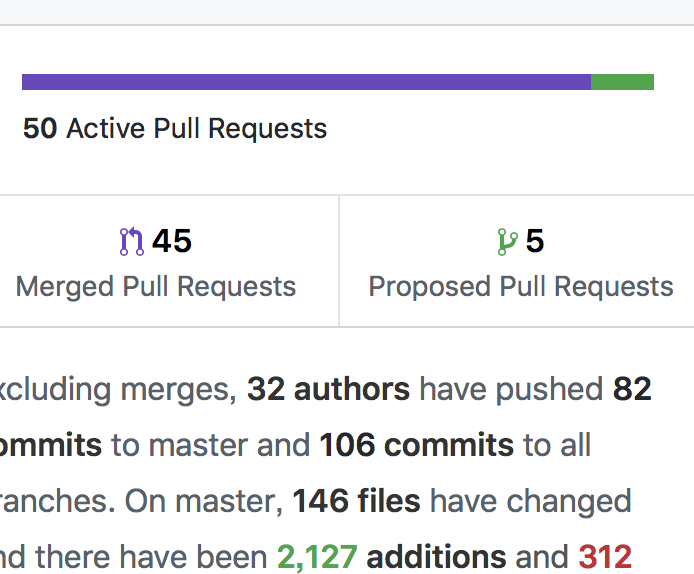 50 Active Pull Requests
45
Merged Pull Requests
5
Proposed Pull Requests
xcluding merges, 32 authors have pushed 82
ommits to master and 106 commits to all
ranches. On master, 146 files have changed
nd there have been 2,127 additions and 312